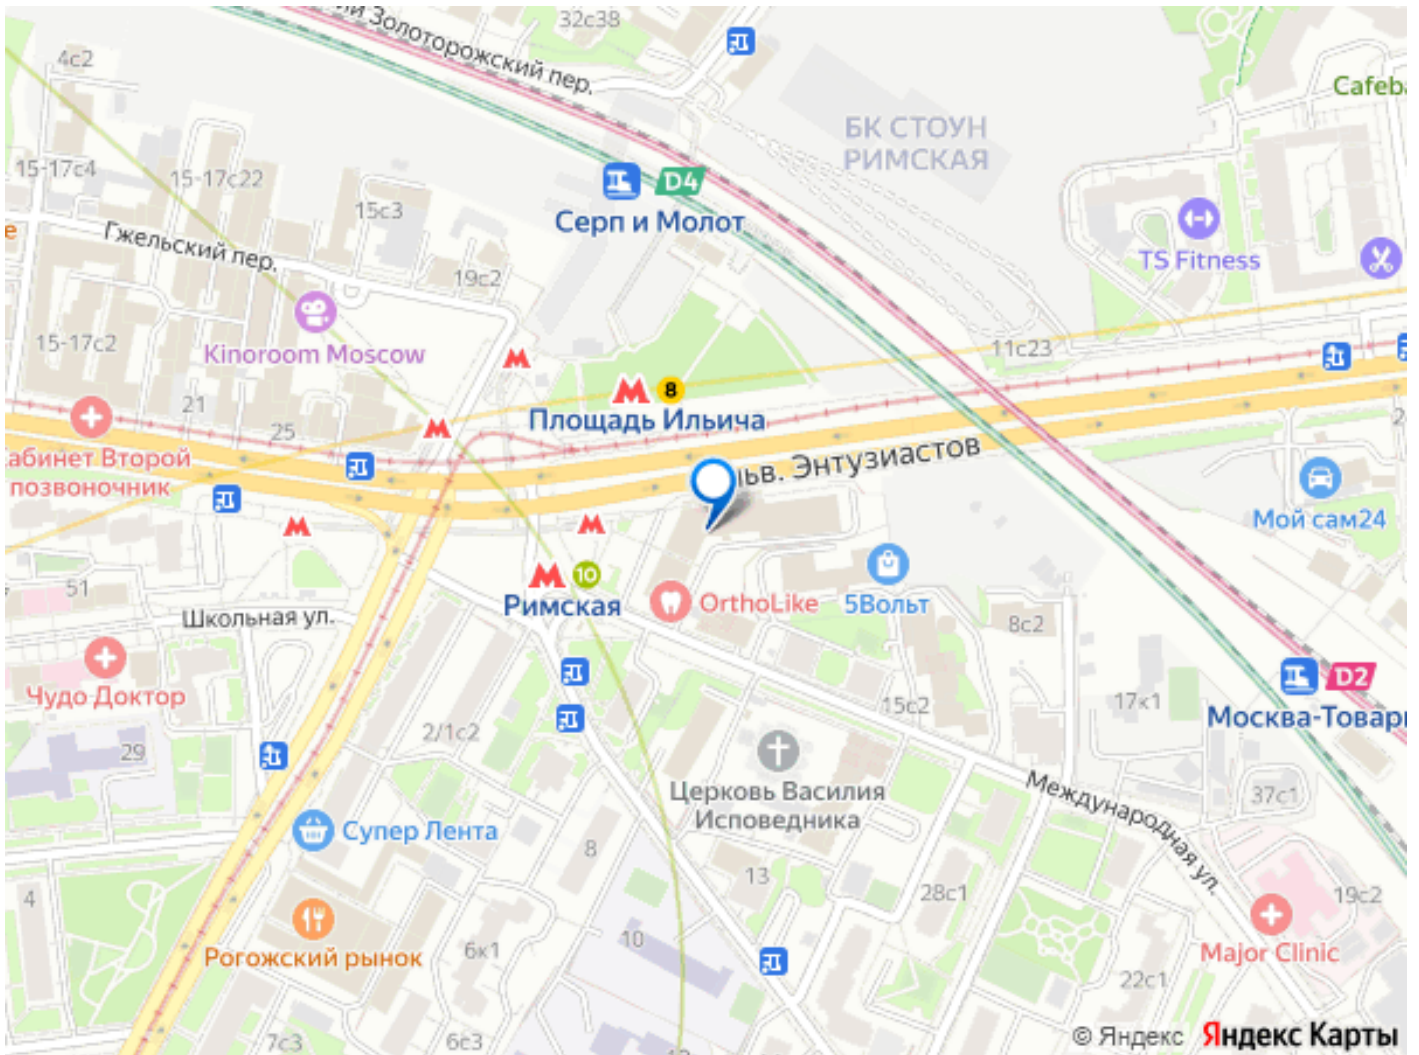 32с38
Золоторожский пер.
4с2
Cafeba
БК СТОУН
РИМСКАЯ
15-17с4
15-17с22
D4
15с3
Серп и Молот
е
Гжельский пер.
TS Fitness
19с2
15-17с2
Kinoroom Moscow
11с23
8
21
Площадь Ильича
25
абинет Второй
позвоночник
ьв. Энтузиастов
Мой сам24
10
51
Римская
OrthoLike
5Вольт
Школьная ул.
8с2
Чудо Доктор
D2
17к1
15с2
Москва-Товарн
2/1с2
29
Церковь Василия
Исповедника
Международная ул.
37с1
Супер Лента
8
13
28с1
4
19с2
10
Рогожский рынок
6к1
Major Clinic
22с1
7с3
6с3
© Яндекс Яндекс Карты